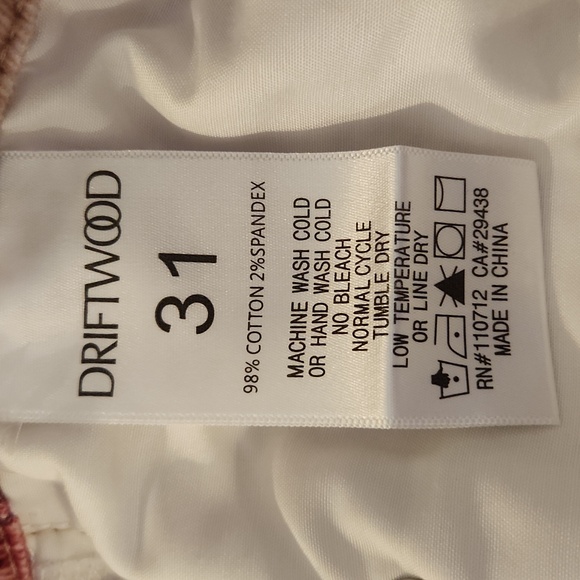 DRIFTWOOD
31
98% COTTON 2%SPANDEX
MACHINE WASH COLD
OR HAND WASH COLD
NO BLEACH
NORMAL CYCLE
TUMBLE DRY
LOW TEMPERATURE
OR LINE DRY
RN#110712 CA#29438
MADE IN CHINA